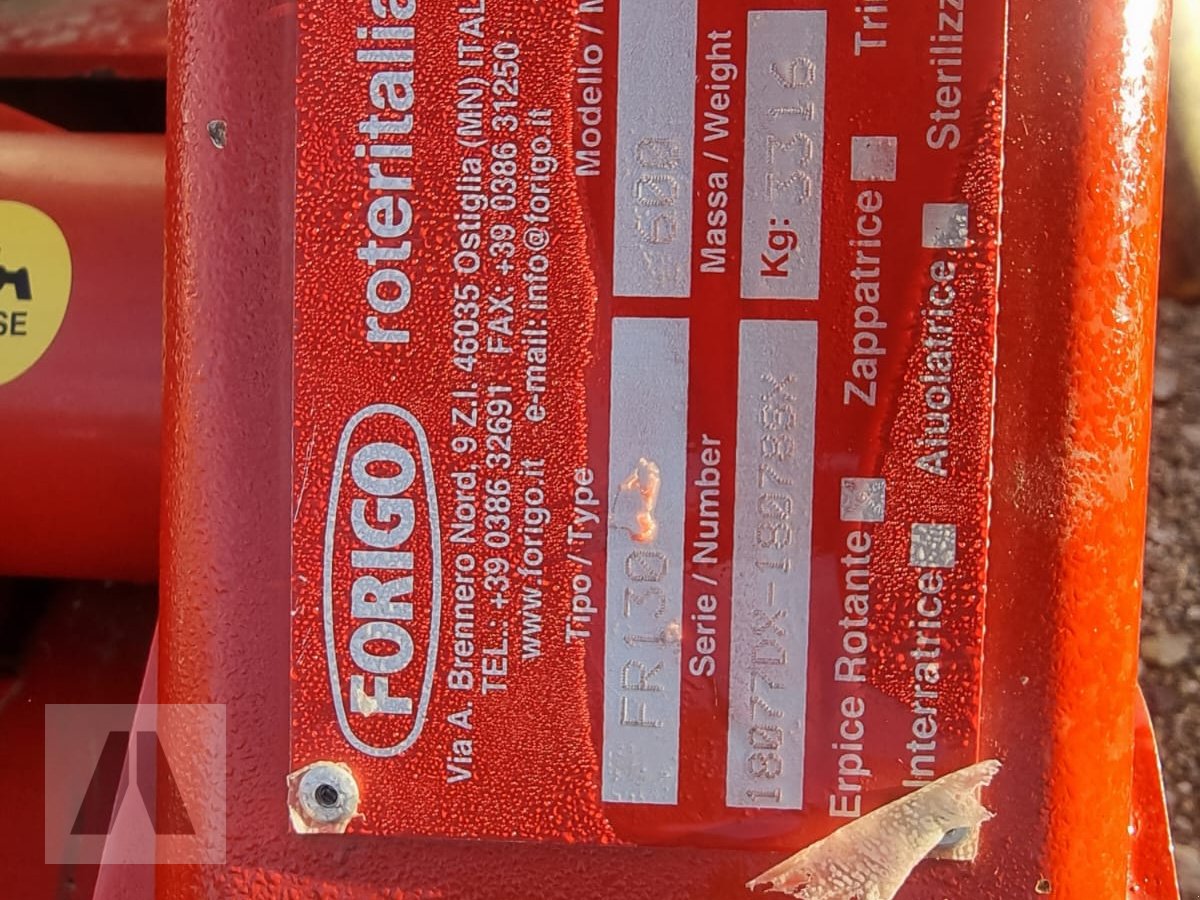 FORIGO roteritalia
Via A. Brennero Nord, 9 Z.I. 46035 Ostiglia (MN) ITAL
TEL.: +39 0386 32691 FAX: +39 0386 31250
www.forigo.it e-mail: info@forigo.it
Tipo / Type Modello / M
FR130 600
Serie / Number Massa / Weight
Kg: 3316
Erpice Rotante Zappatrice Tri
Interratrice Aiuolatrice Sterilizz
SE